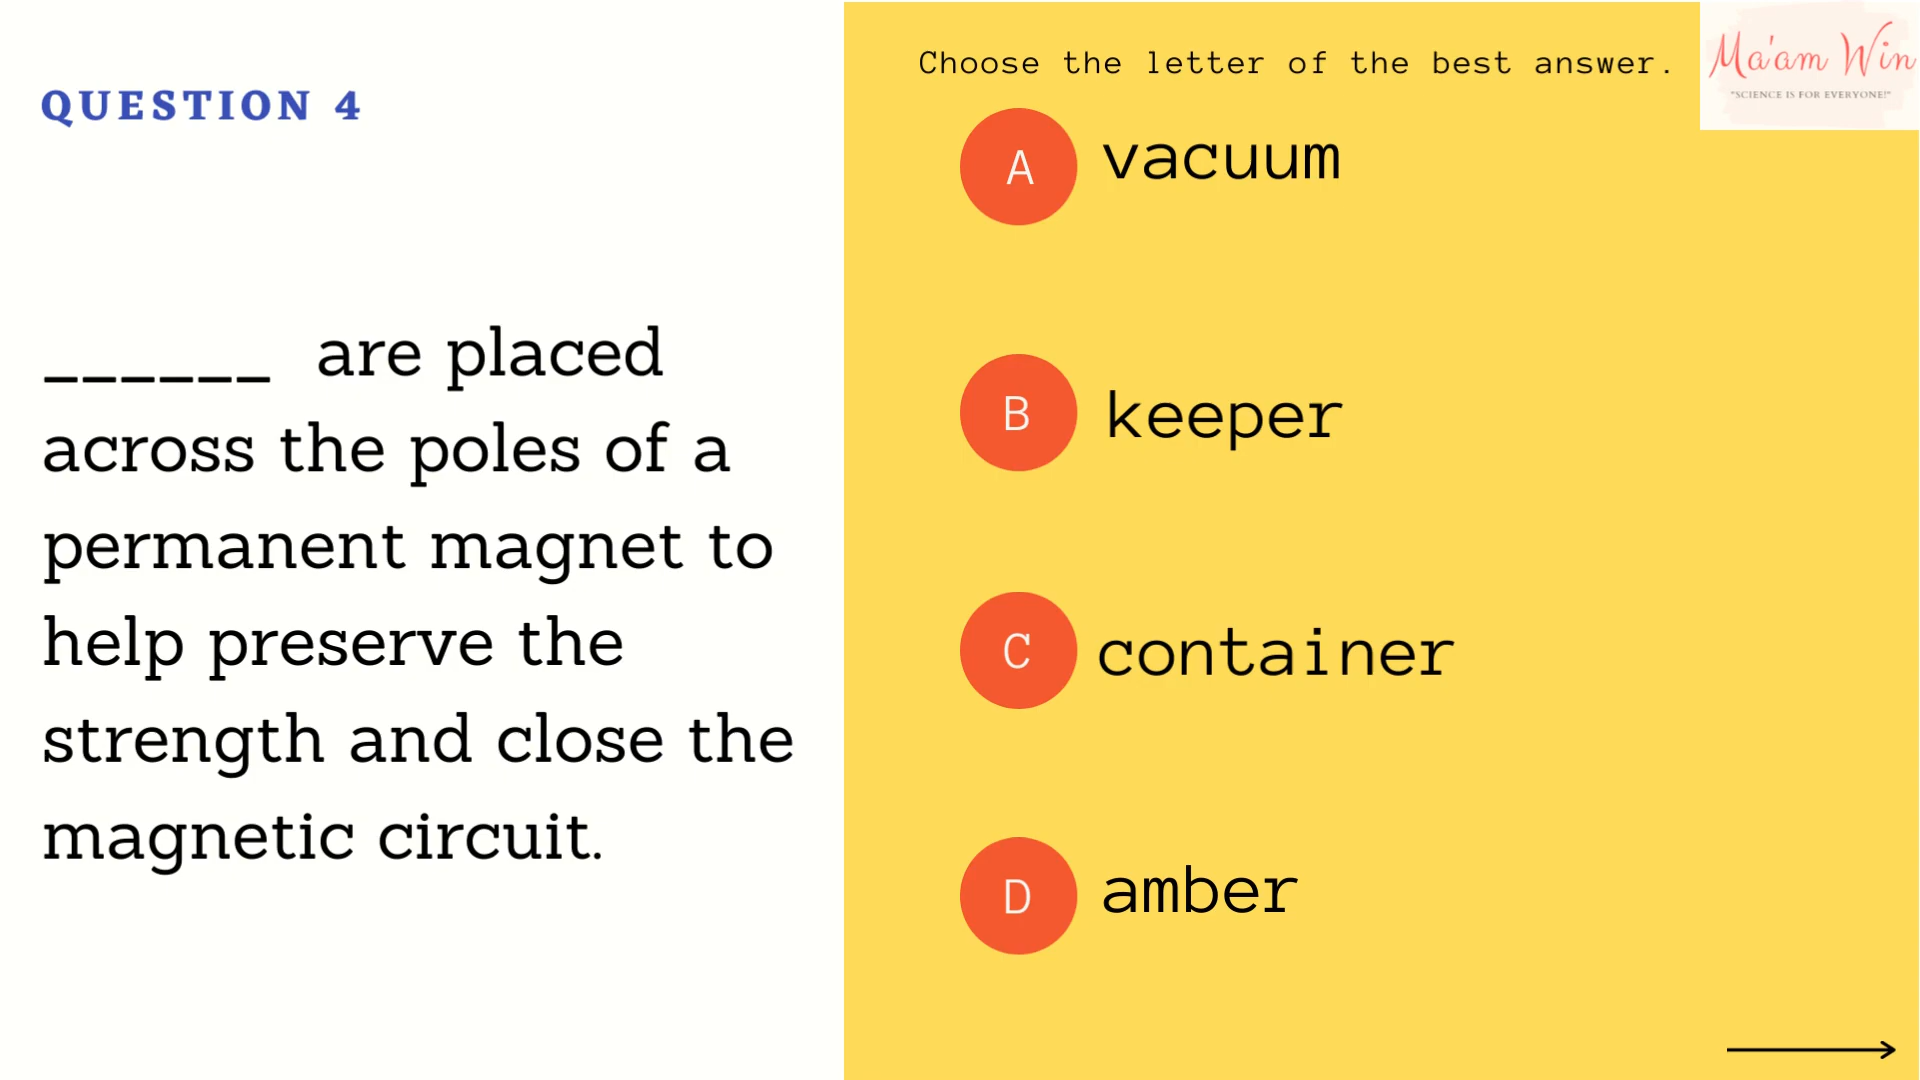 QUESTION 4
______ are placed
across the poles of a
permanent magnet to
help preserve the
strength and close the
magnetic circuit.
Choose the letter of the best answer.
A vacuum
B keeper
C container
D amber
Ma'am Win
"SCIENCE IS FOR EVERYONE!"